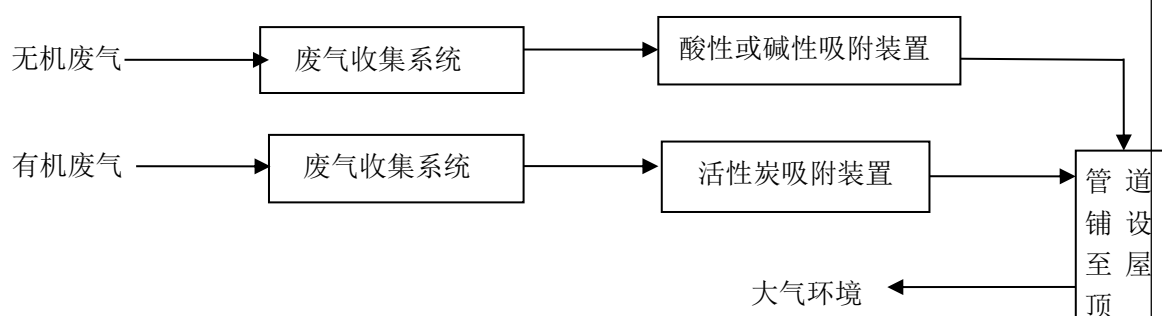 无机废气
废气收集系统
酸性或碱性吸附装置
有机废气
废气收集系统
活性炭吸附装置
管道
铺设
至屋
顶
大气环境